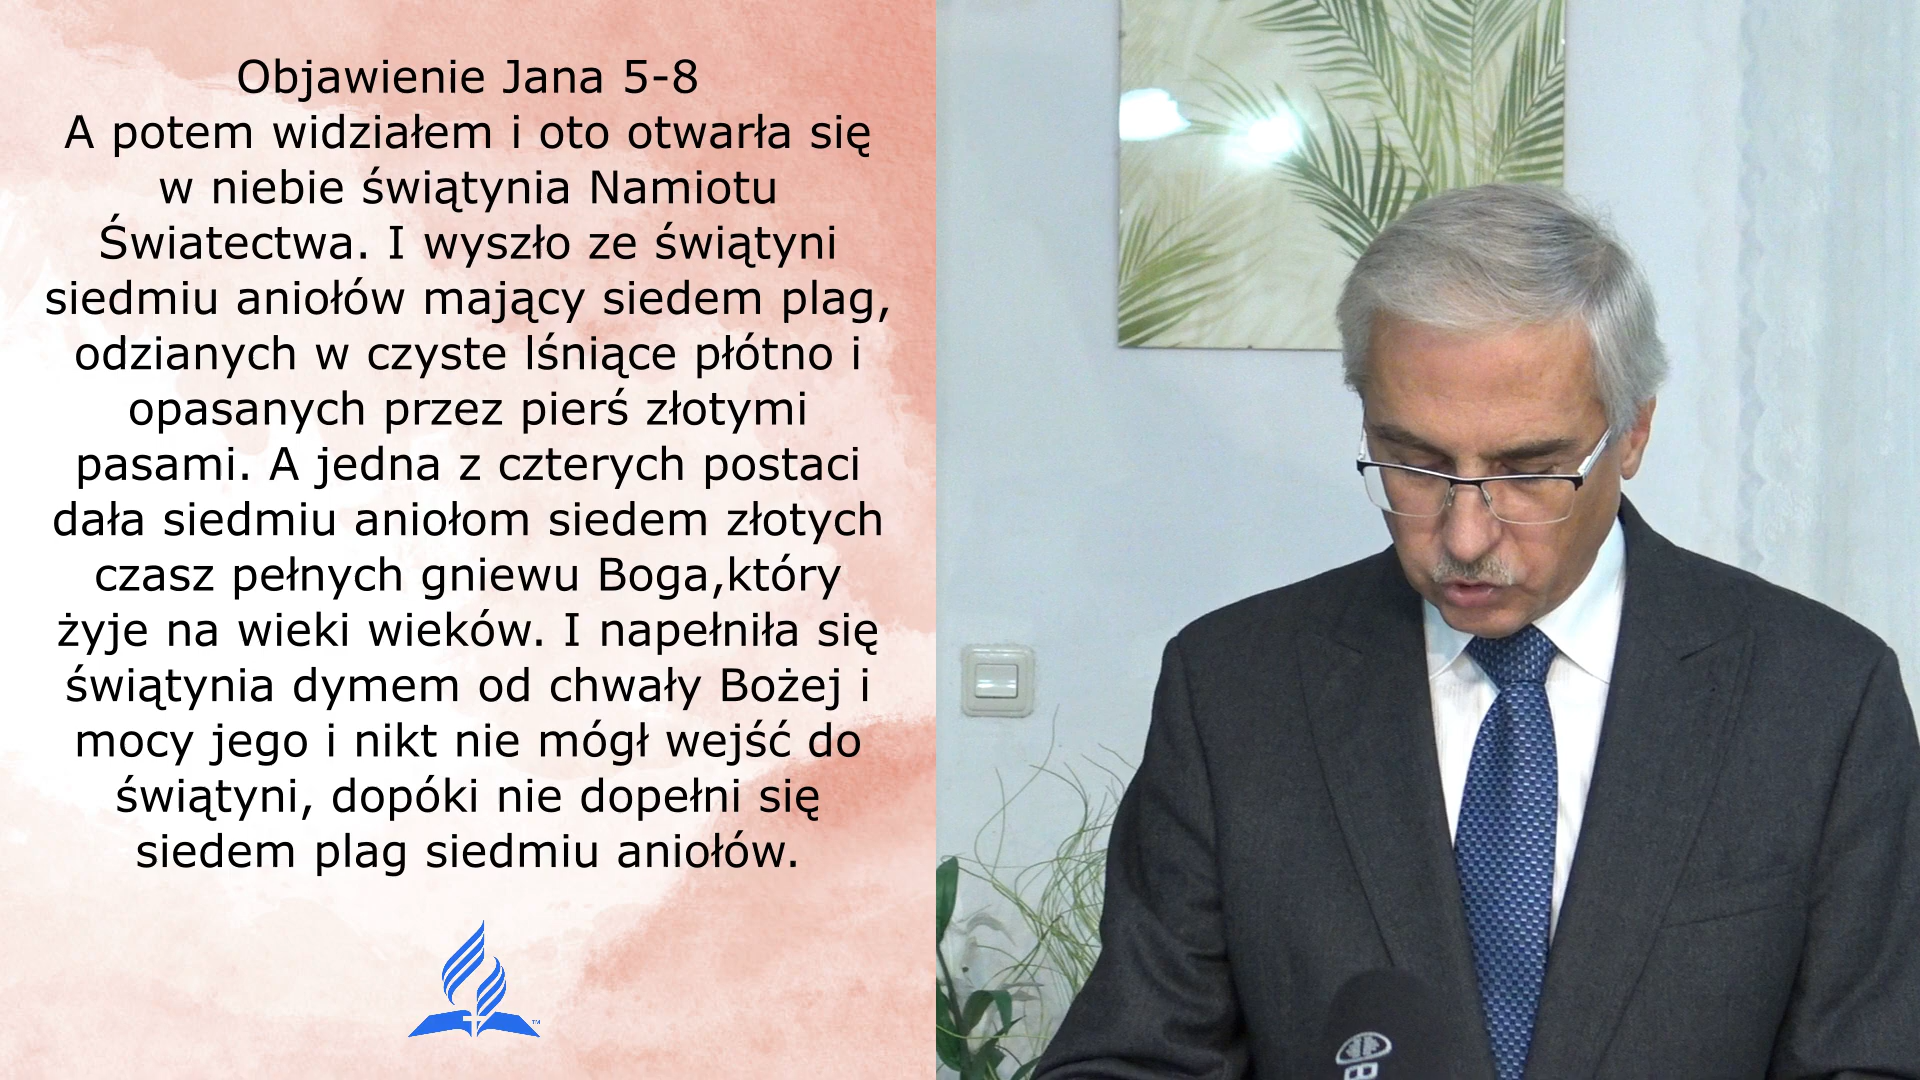 Objawienie Jana 5-8
A potem widziałem i oto otwarła się
w niebie świątynia Namiotu
Światectwa. I wyszło ze świątyni
siedmiu aniołów mający siedem plag,
odzianych w czyste lśniące płótno i
opasanych przez pierś złotymi
pasami. A jedna z czterych postaci
dała siedmiu aniołom siedem złotych
czasz pełnych gniewu Boga,który
żyje na wieki wieków. I napełniła się
świątynia dymem od chwały Bożej i
mocy jego i nikt nie mógł wejść do
świątyni, dopóki nie dopełni się
siedem plag siedmiu aniołów.
TM